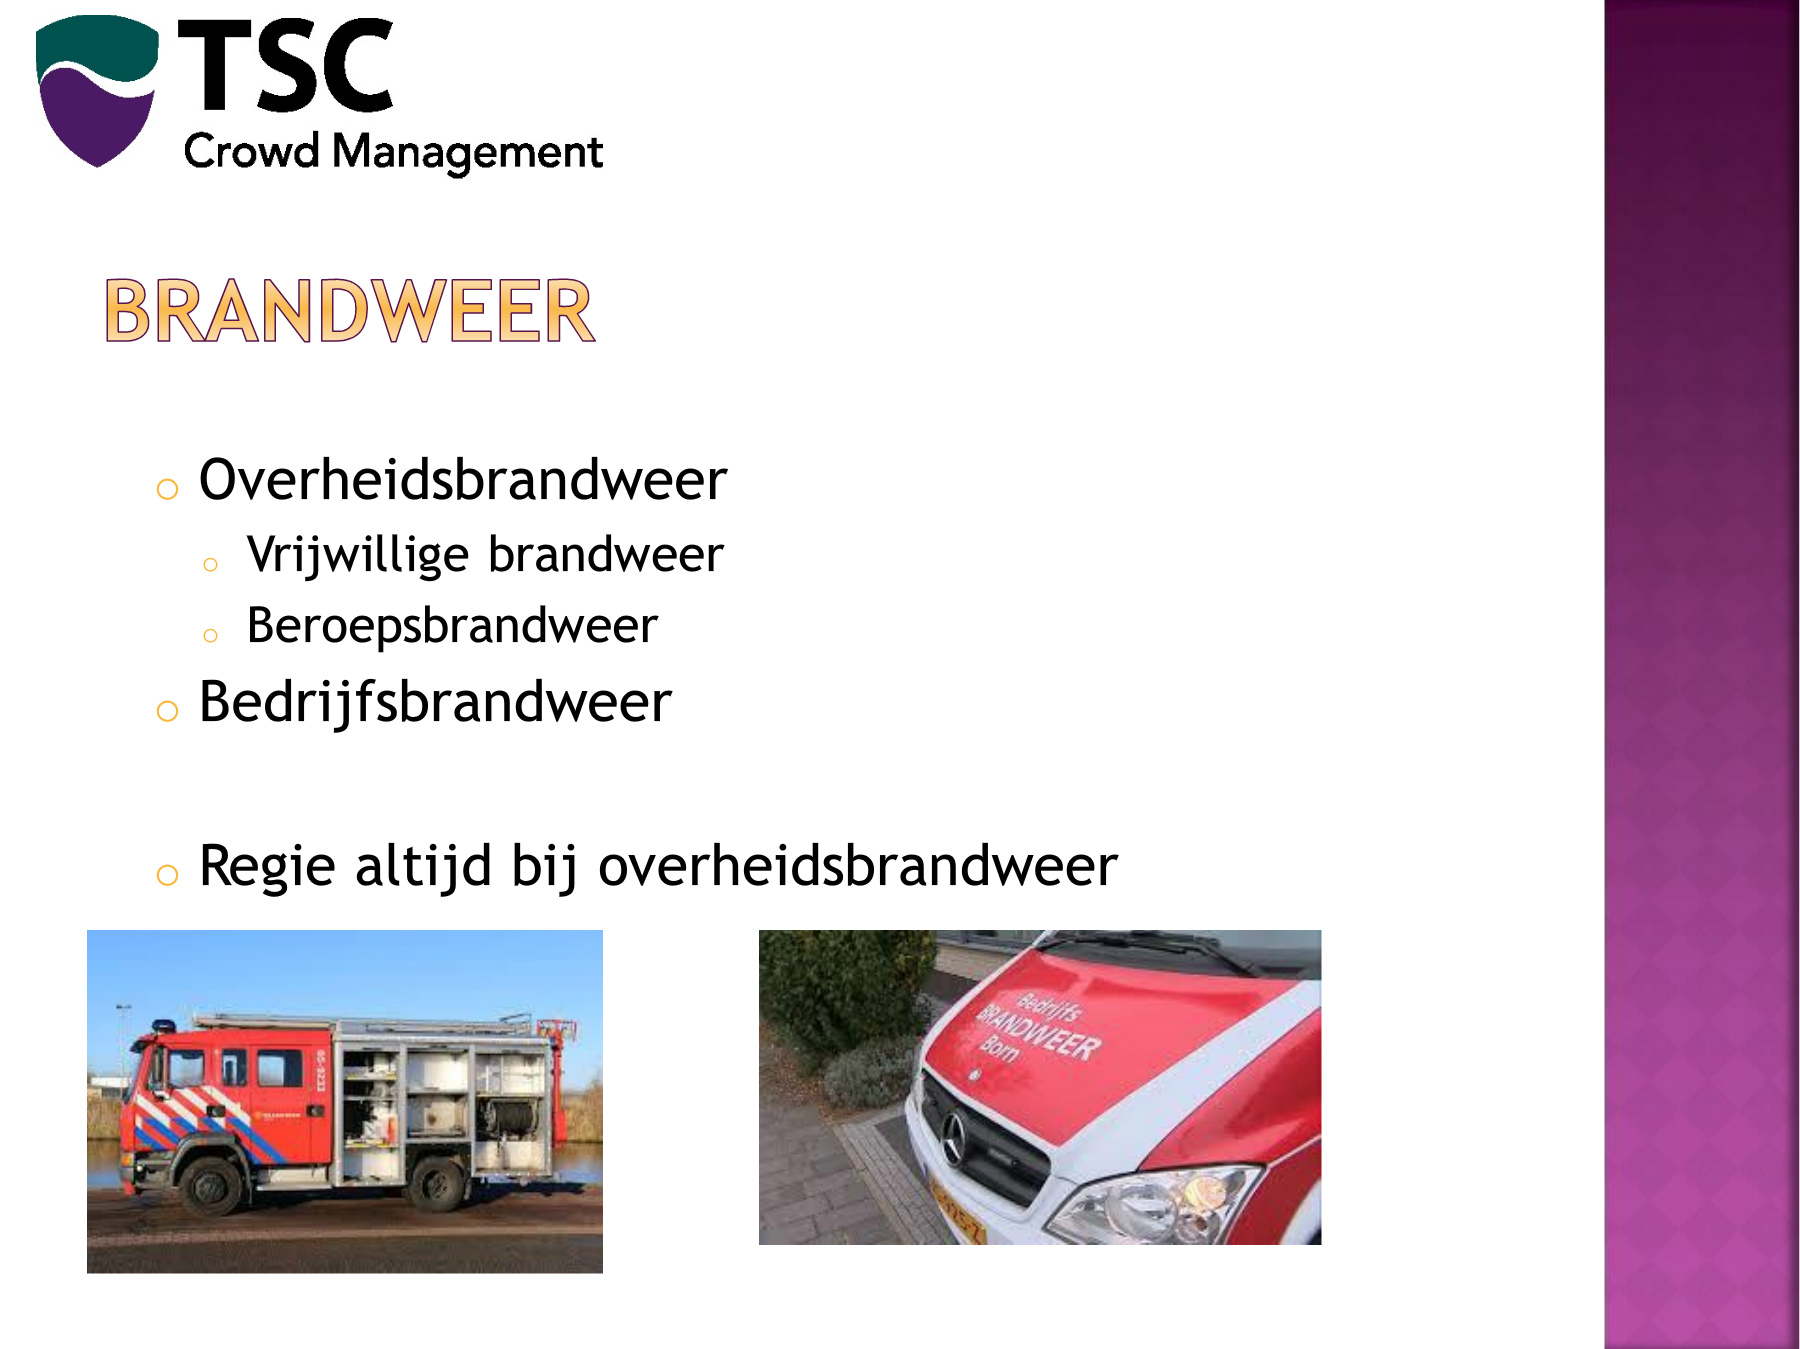 TSC
Crowd Management
BRANDWEER
Overheidsbrandweer
Vrijwillige brandweer
Beroepsbrandweer
Bedrijfsbrandweer
Regie altijd bij overheidsbrandweer
Bedrijfs
BRANDWEER
Born